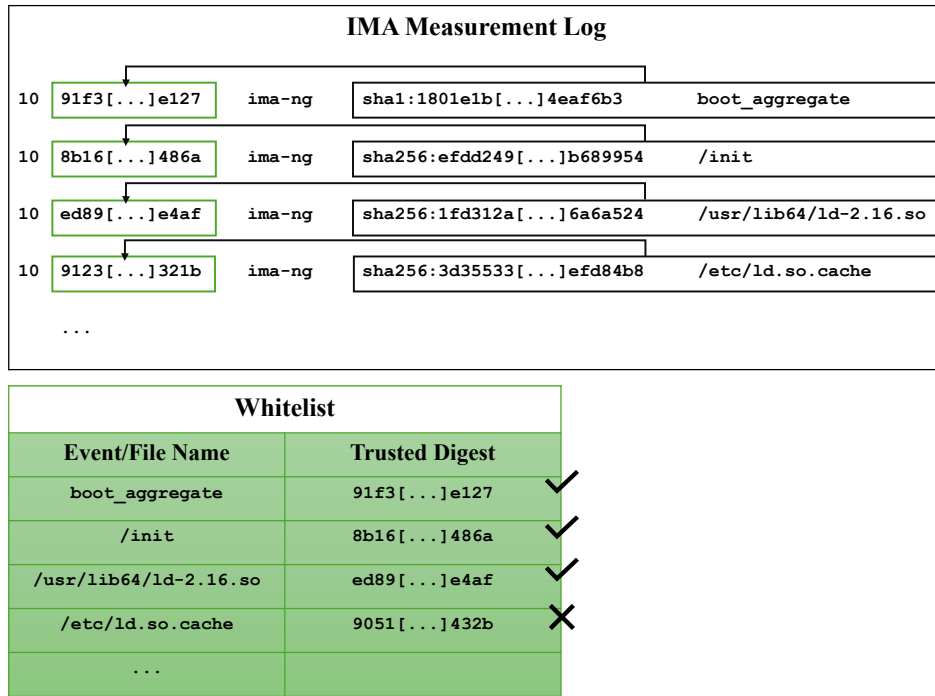 IMA Measurement Log
10 91f3[...]e127 ima-ng sha1:1801e1b[...]4eaf6b3 boot_aggregate
10 8b16[...]486a ima-ng sha256:efdd249[...]b689954 /init
10 ed89[...]e4af ima-ng sha256:1fd312a[...]6a6a524 /usr/lib64/ld-2.16.so
10 9123[...]321b ima-ng sha256:3d35533[...]efd84b8 /etc/ld.so.cache
...
Whitelist
Event/File Name Trusted Digest
boot_aggregate 91f3[...]e127
/init 8b16[...]486a
/usr/lib64/ld-2.16.so ed89[...]e4af
/etc/ld.so.cache 9051[...]432b
...